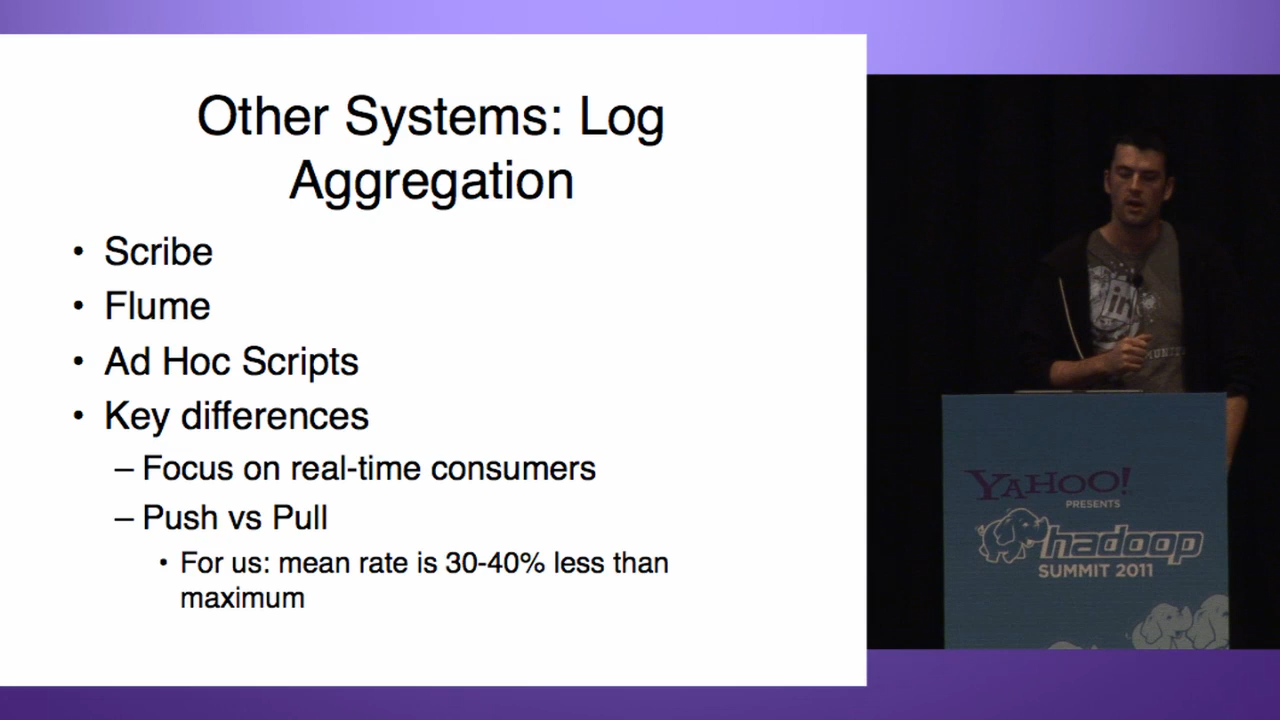 Other Systems: Log
Aggregation
• Scribe
• Flume
• Ad Hoc Scripts
• Key differences
– Focus on real-time consumers
– Push vs Pull
• For us: mean rate is 30-40% less than
maximum
in
YAHOO!
PRESENTS
hadoop
SUMMIT 2011